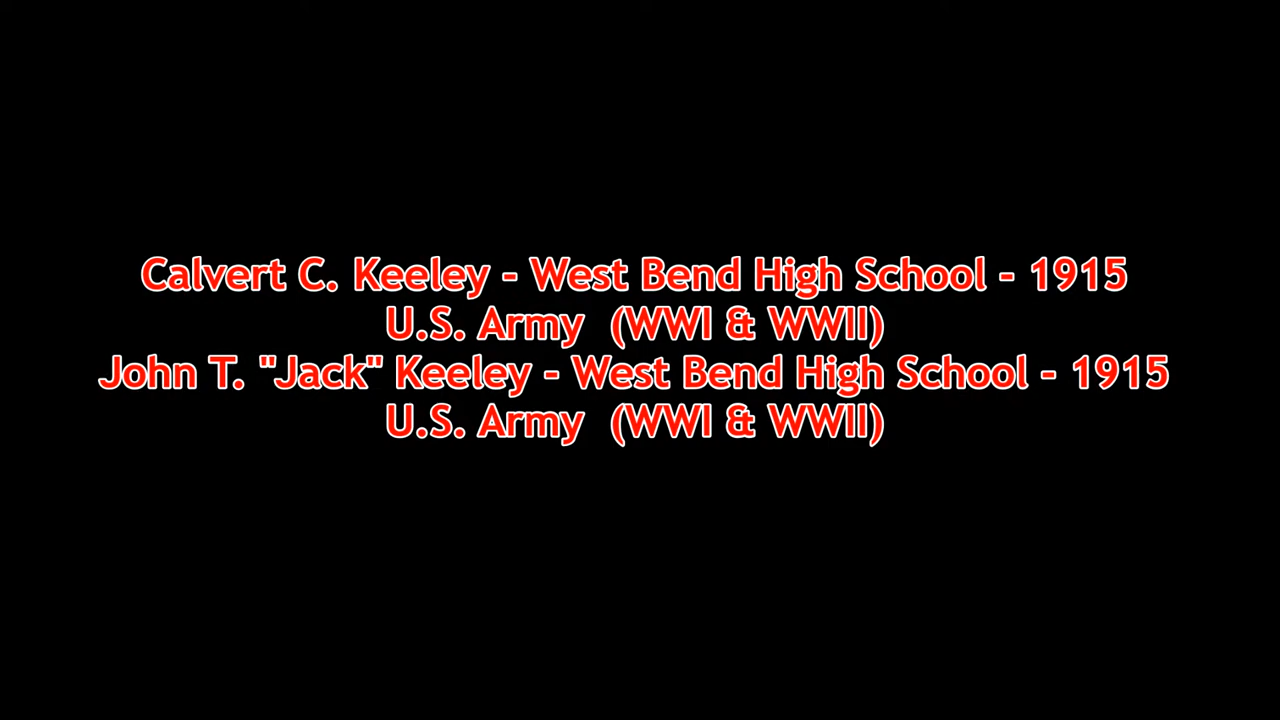 Calvert C. Keeley - West Bend High School - 1915
U.S. Army  (WWI & WWII)
John T. "Jack" Keeley - West Bend High School - 1915
U.S. Army  (WWI & WWII)